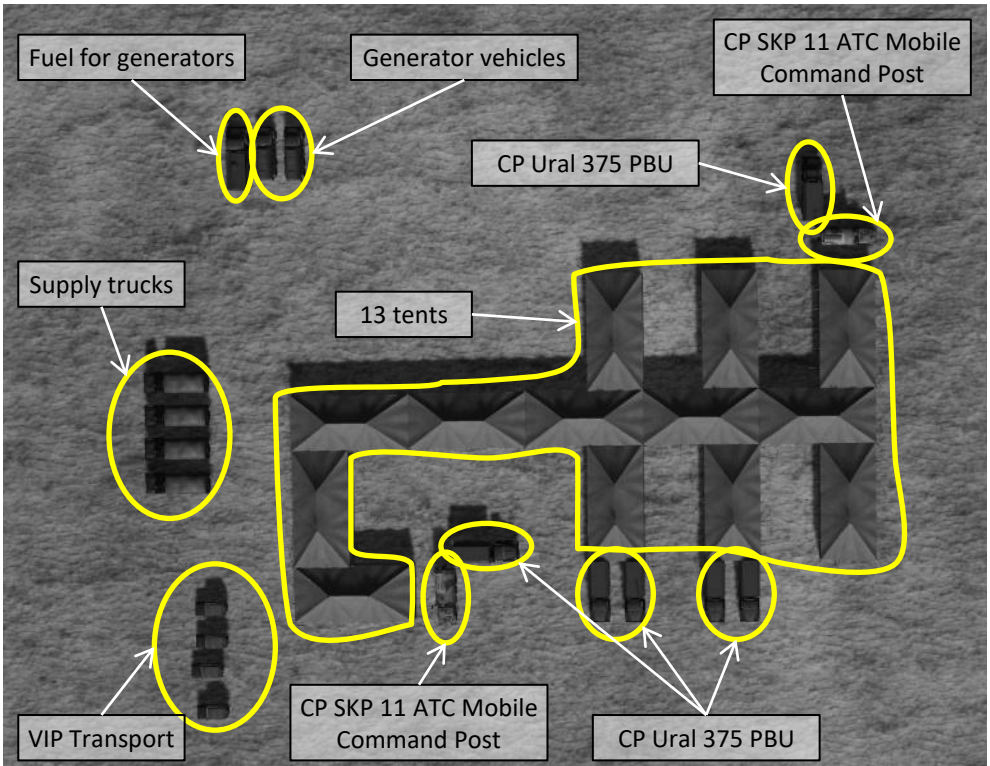 Fuel for generators
Generator vehicles
CP SKP 11 ATC Mobile
Command Post
CP Ural 375 PBU
Supply trucks
13 tents
VIP Transport
CP SKP 11 ATC Mobile
Command Post
CP Ural 375 PBU